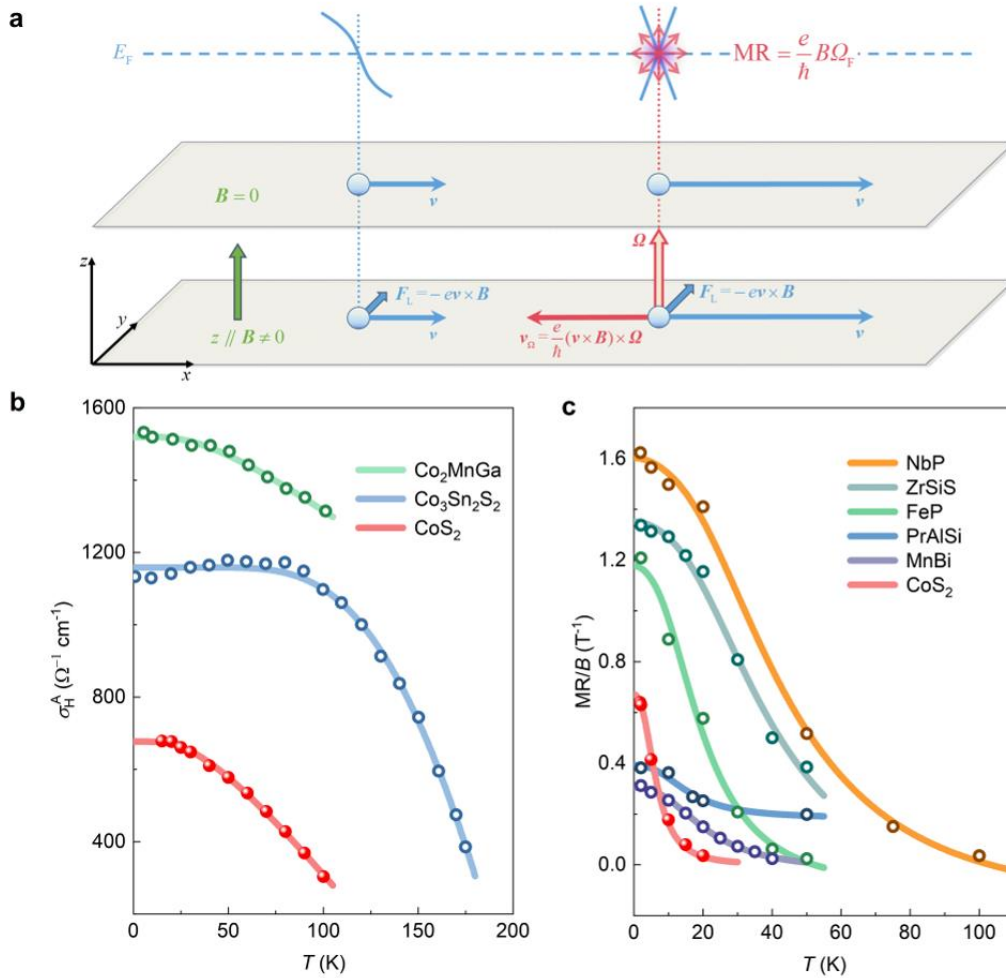 a
E_F
MR = e/ħ BΩ_F
B = 0
v
v
Ω
z
y
x
z // B ≠ 0
F_L = −ev × B
v
F_L = −ev × B
v
v_Ω = e/ħ (v × B) × Ω
b
1600
1200
800
400
0 50 100 150 200
σ_H^A (Ω⁻¹ cm⁻¹)
T (K)
Co₂MnGa
Co₃Sn₂S₂
CoS₂
c
1.6
1.2
0.8
0.4
0.0
0 20 40 60 80 100
MR/B (T⁻¹)
T (K)
NbP
ZrSiS
FeP
PrAlSi
MnBi
CoS₂